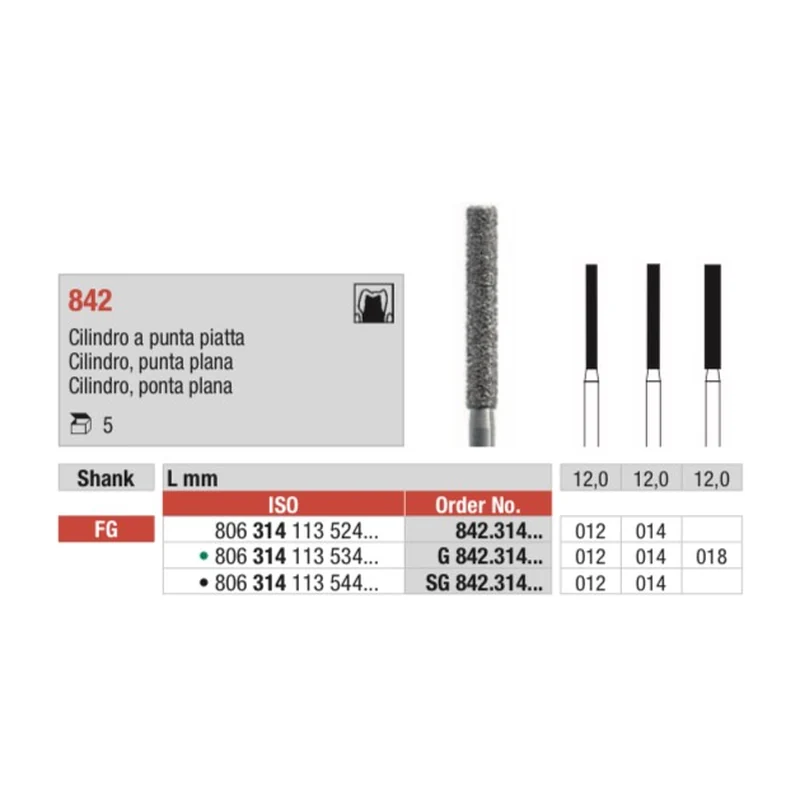 842
Cilindro a punta piatta
Cilindro, punta plana
Cilindro, ponta plana
5
Shank L mm 12,0 12,0 12,0
ISO Order No.
FG 806 314 113 524... 842.314... 012 014
• 806 314 113 534... G 842.314... 012 014 018
• 806 314 113 544... SG 842.314... 012 014